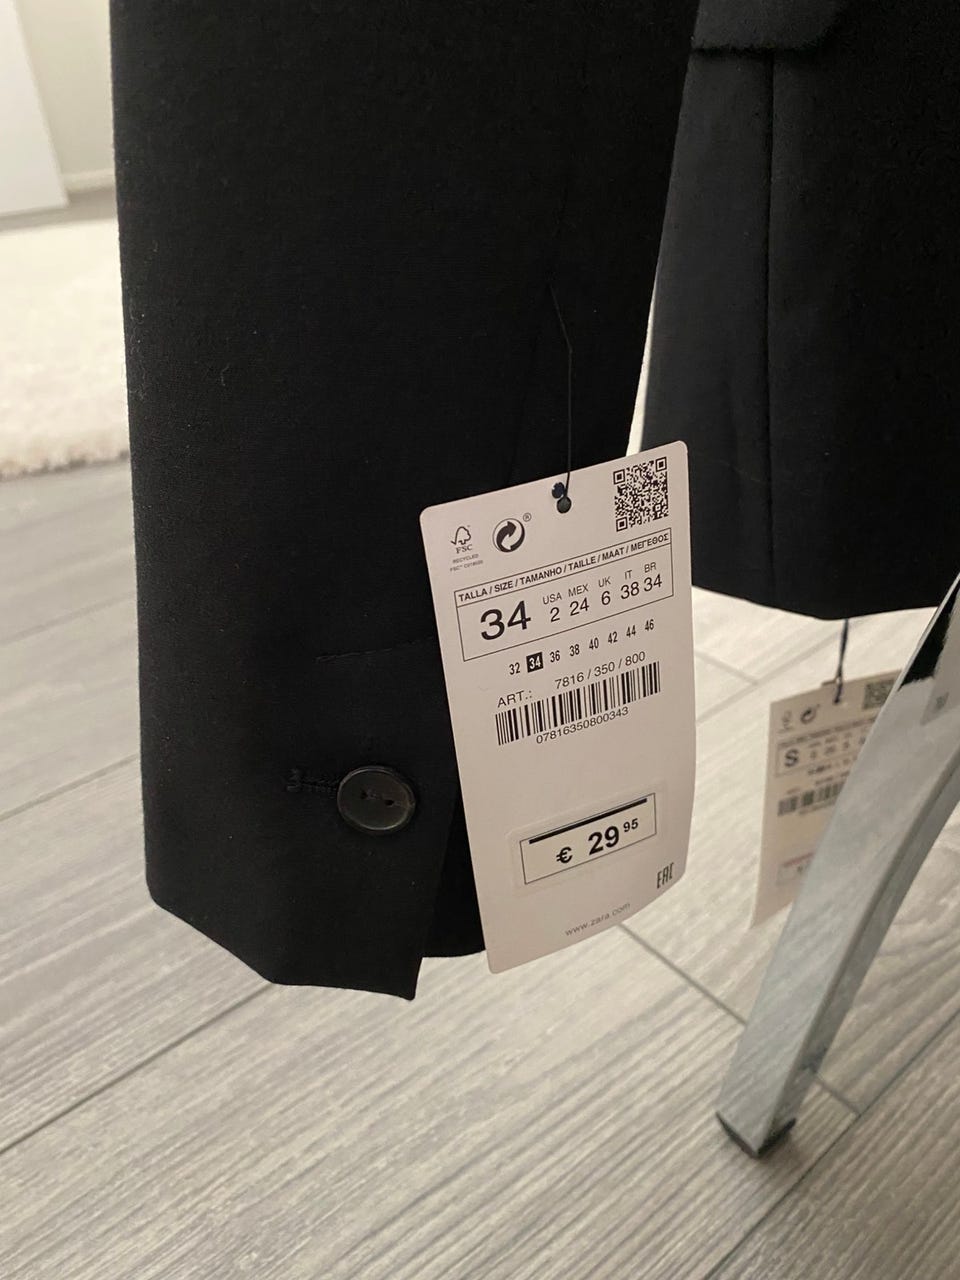 FSC
RECYCLED
®
TALLA / SIZE / TAMANHO / TAILLE / MAAT / ΜΕΓΕΘΟΣ
34 USA 2 MEX 24 UK 6 IT 38 BR 34
32 34 36 38 40 42 44 46
ART.: 7816 / 350 / 800
07816350800343
€ 29 95
EAC
www.zara.com
S